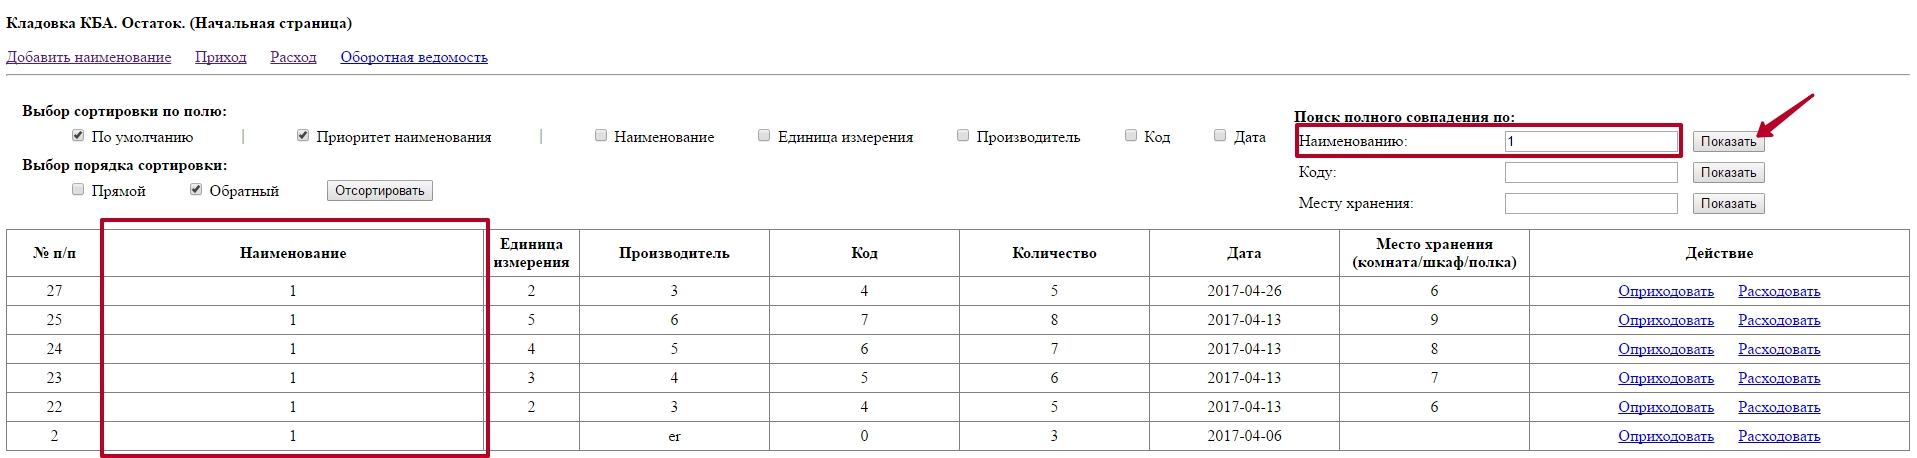 Кладовка КБА. Остаток. (Начальная страница)
Добавить наименование Приход Расход Оборотная ведомость
Выбор сортировки по полю:
По умолчанию | Приоритет наименования | Наименование Единица измерения Производитель Код Дата
Выбор порядка сортировки:
Прямой Обратный Отсортировать
Поиск полного совпадения по:
Наименованию: 1 Показать
Коду: Показать
Месту хранения: Показать
№ п/п Наименование Единица измерения Производитель Код Количество Дата Место хранения (комната/шкаф/полка) Действие
27 1 2 3 4 5 2017-04-26 6 Оприходовать Расходовать
25 1 5 6 7 8 2017-04-13 9 Оприходовать Расходовать
24 1 4 5 6 7 2017-04-13 8 Оприходовать Расходовать
23 1 3 4 5 6 2017-04-13 7 Оприходовать Расходовать
22 1 2 3 4 5 2017-04-13 6 Оприходовать Расходовать
2 1 er 0 3 2017-04-06 Оприходовать Расходовать